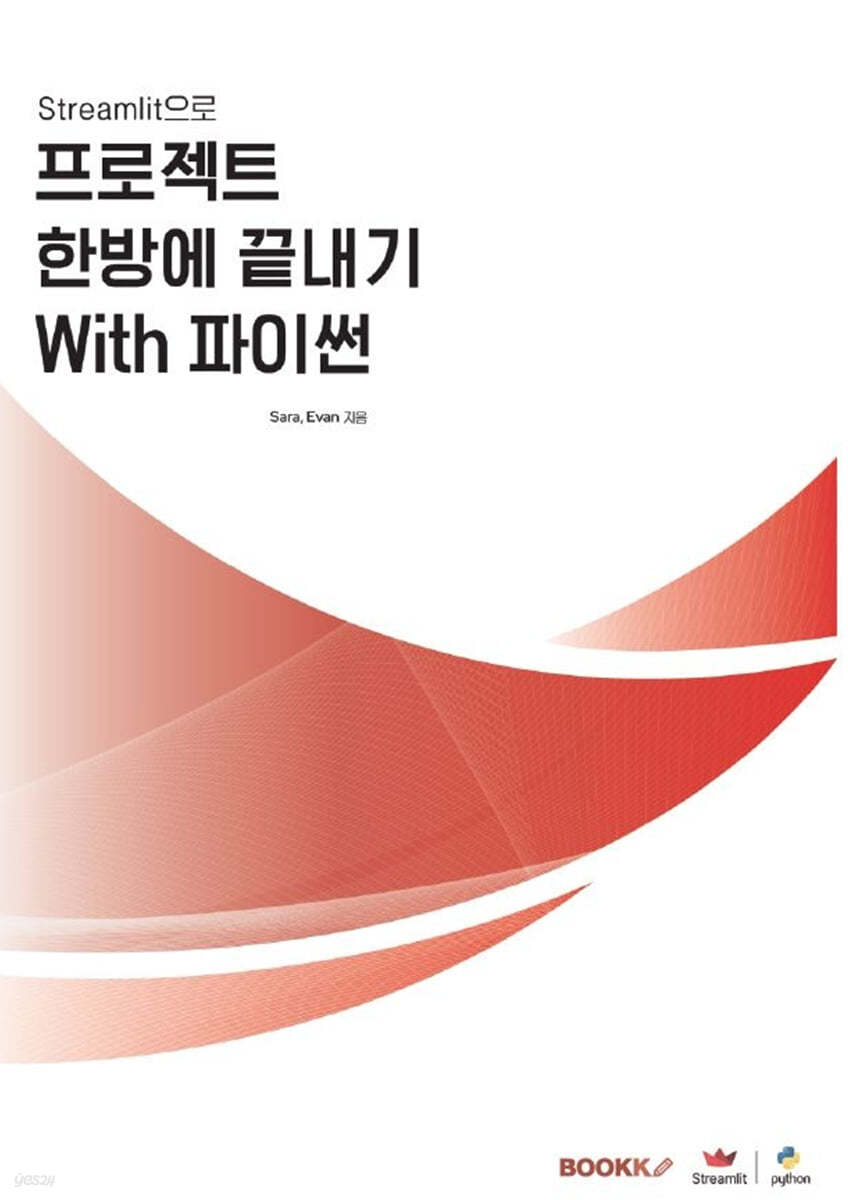 Streamlit으로
프로젝트
한방에 끝내기
With 파이썬
Sara, Evan 지음
BOOKK
Streamlit
python
yes24